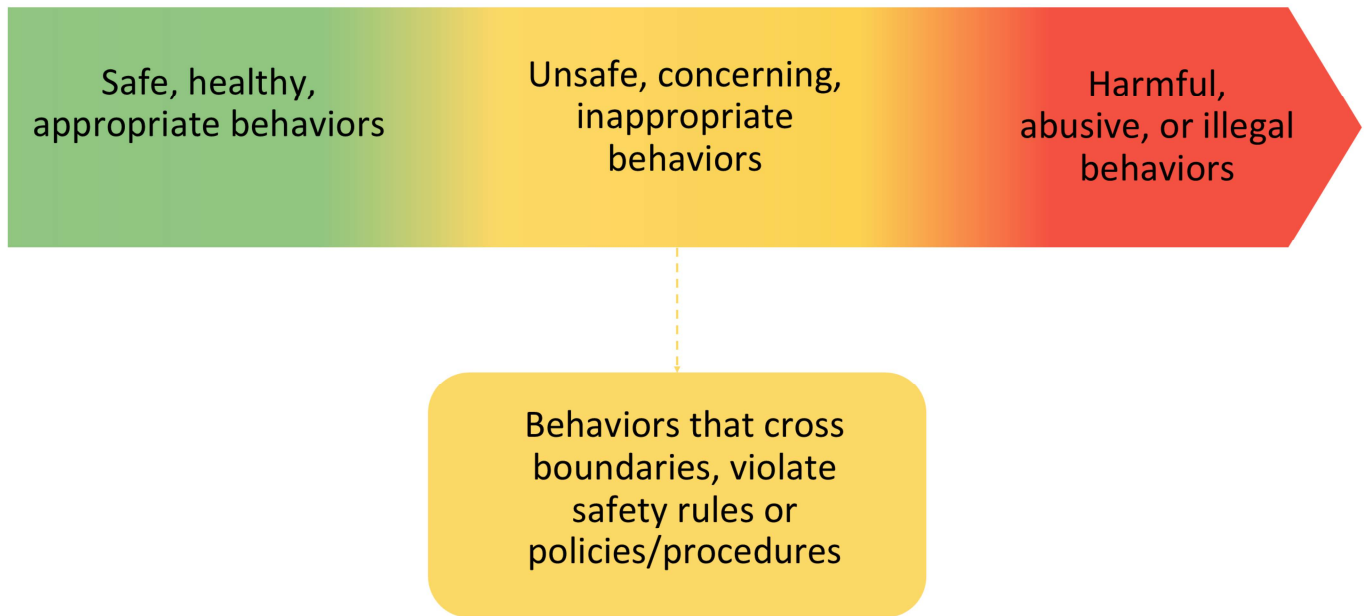 Safe, healthy,
appropriate behaviors
Unsafe, concerning,
inappropriate
behaviors
Harmful,
abusive, or illegal
behaviors
Behaviors that cross
boundaries, violate
safety rules or
policies/procedures